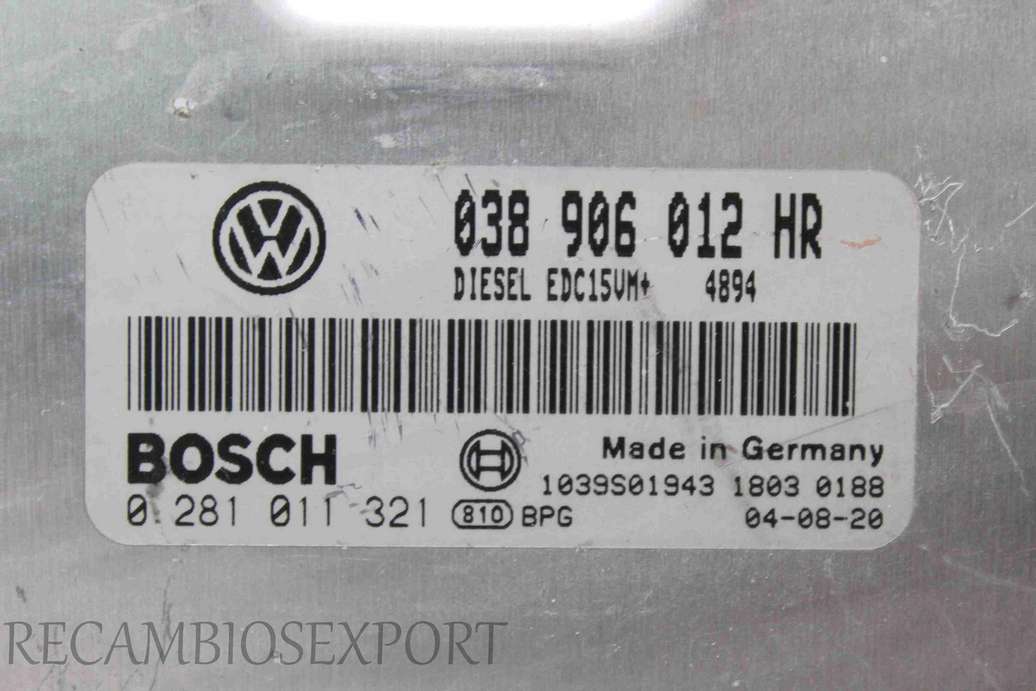 038 906 012 HR
DIESEL EDC15VM+ 4894
BOSCH
Made in Germany
1039S01943 1803 0188
0 281 011 321 810 BPG 04-08-20
RECAMBIOSEXPORT